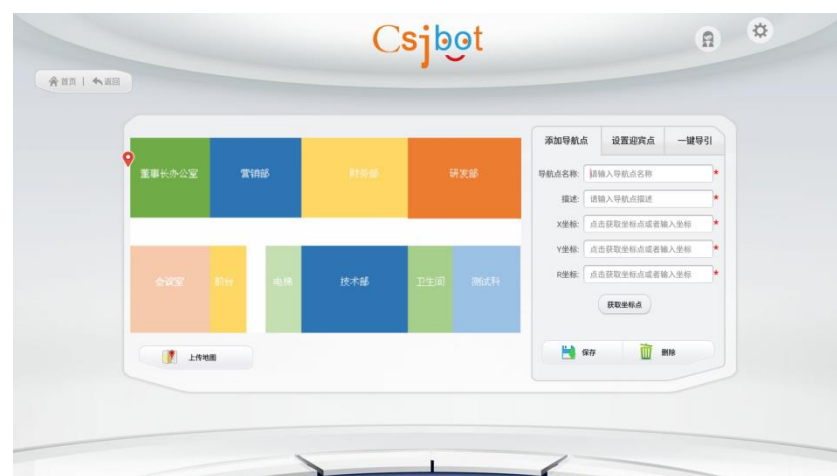 Csjbot
首页 | 返回
董事长办公室 营销部 财务部 研发部
会议室 前台 电梯 技术部 卫生间 测试科
上传地图
添加导航点 设置迎宾点 一键导引
导航点名称: 请输入导航点名称 *
描述: 请输入导航点描述 *
X坐标: 点击获取坐标点或者输入坐标 *
Y坐标: 点击获取坐标点或者输入坐标 *
R坐标: 点击获取坐标点或者输入坐标 *
获取坐标点
保存 删除